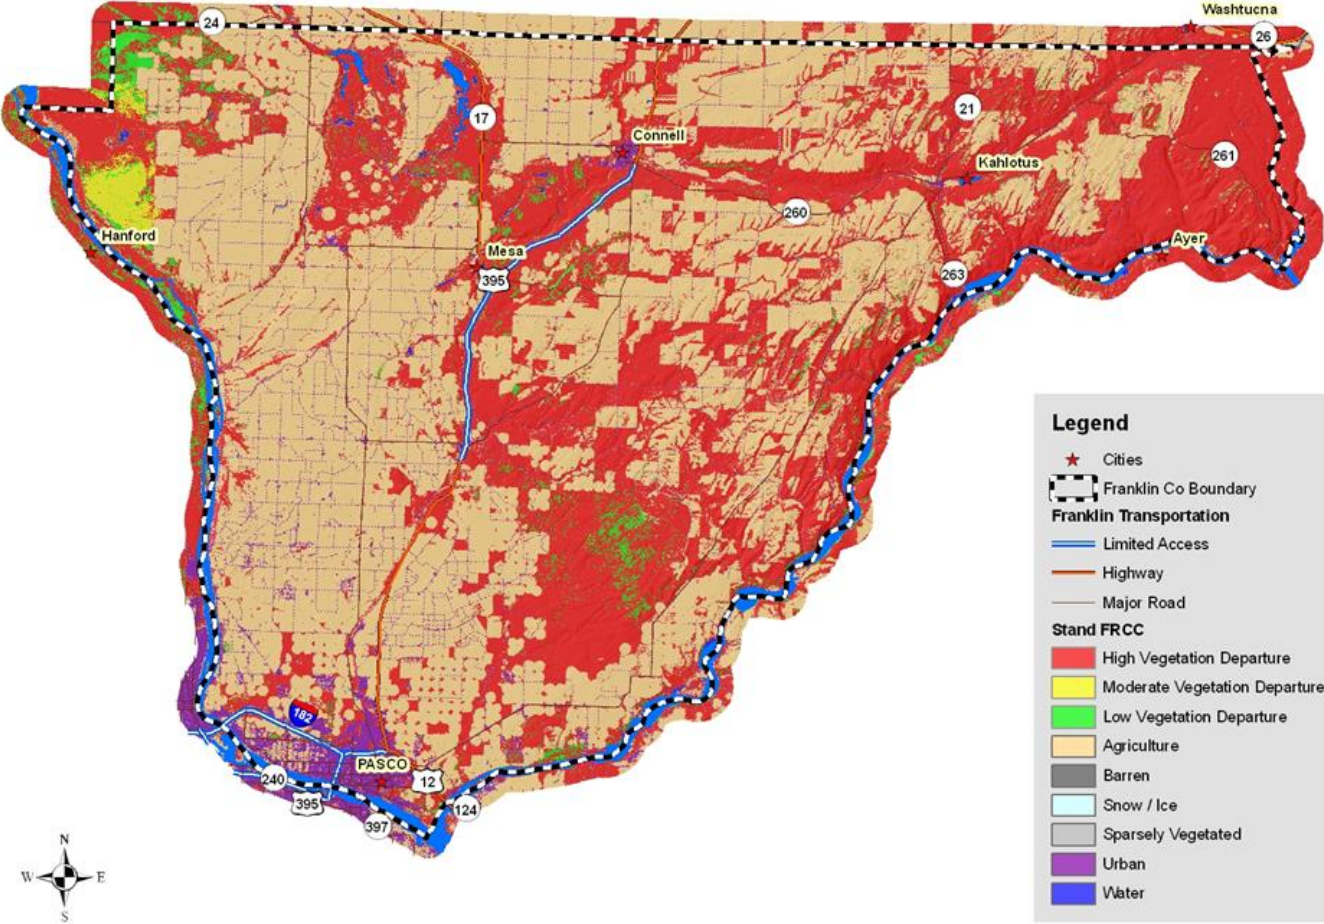 Washtucna
24
26
17
21
Connell
261
Kahlotus
260
Hanford
Ayer
Mesa
263
395
182
PASCO
240
12
395
124
397
N
W
E
S
Legend
Cities
Franklin Co Boundary
Franklin Transportation
Limited Access
Highway
Major Road
Stand FRCC
High Vegetation Departure
Moderate Vegetation Departure
Low Vegetation Departure
Agriculture
Barren
Snow / Ice
Sparsely Vegetated
Urban
Water